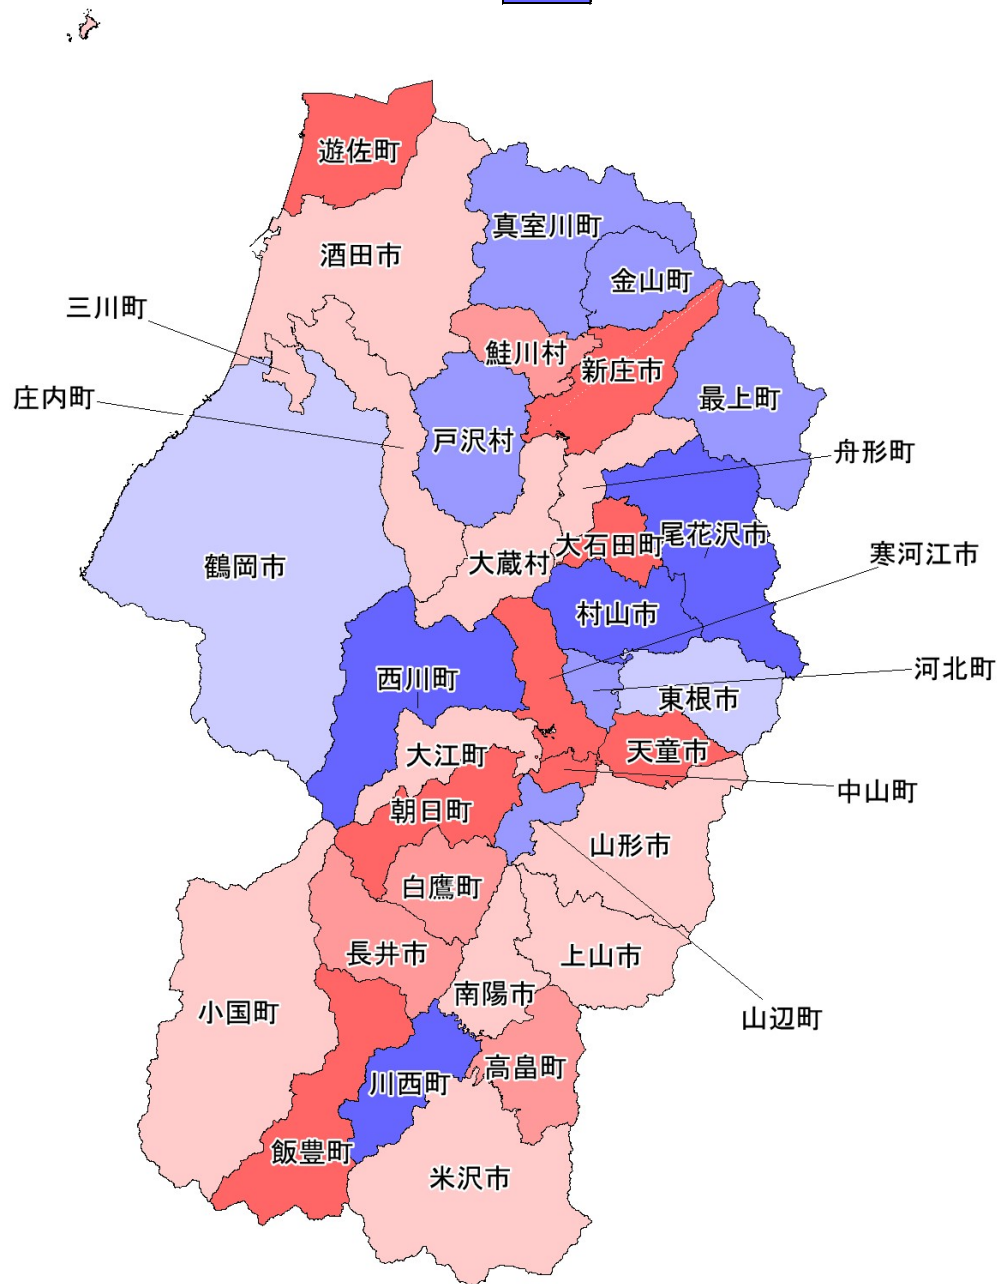 遊佐町
真室川町
酒田市
金山町
三川町
鮭川村
新庄市
庄内町
最上町
戸沢村
舟形町
尾花沢市
大石田町
寒河江市
大蔵村
鶴岡市
村山市
河北町
西川町
東根市
天童市
大江町
中山町
朝日町
山形市
白鷹町
長井市
上山市
南陽市
小国町
山辺町
高畠町
川西町
飯豊町
米沢市